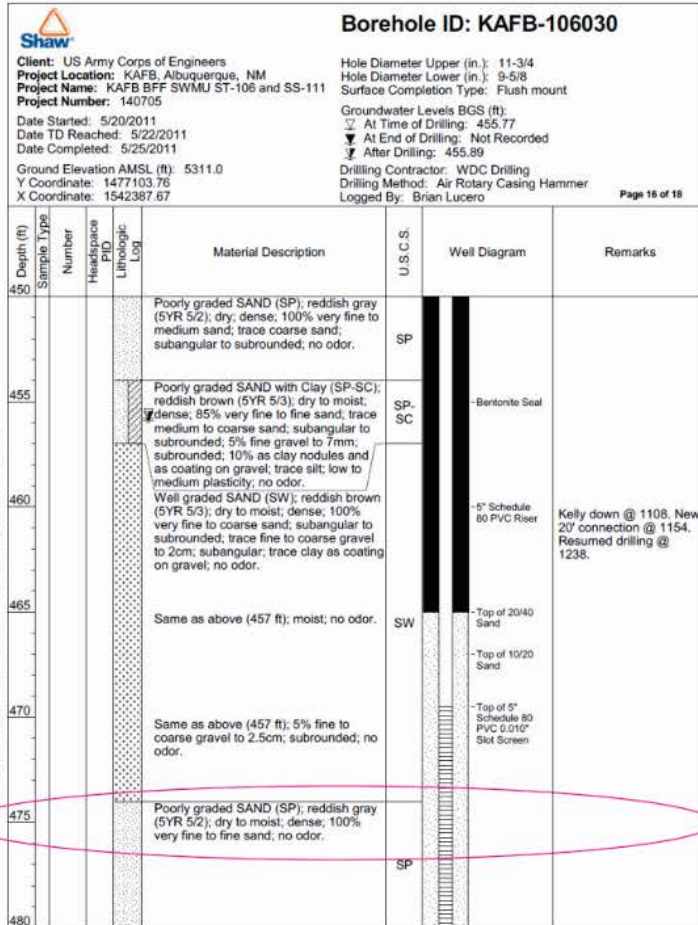 Shaw
Borehole ID: KAFB-106030
Client: US Army Corps of Engineers
Project Location: KAFB, Albuquerque, NM
Project Name: KAFB BFF SWMU ST-106 and SS-111
Project Number: 140705
Date Started: 5/20/2011
Date TD Reached: 5/22/2011
Date Completed: 5/25/2011
Ground Elevation AMSL (ft): 5311.0
Y Coordinate: 1477103.76
X Coordinate: 1542387.67
Hole Diameter Upper (in.): 11-3/4
Hole Diameter Lower (in.): 9-5/8
Surface Completion Type: Flush mount
Groundwater Levels BGS (ft):
At Time of Drilling: 455.77
At End of Drilling: Not Recorded
After Drilling: 455.89
Drillling Contractor: WDC Drilling
Drilling Method: Air Rotary Casing Hammer
Logged By: Brian Lucero
Page 16 of 18
Depth (ft)
Sample Type
Number
Headspace
PID
Lithologic
Log
Material Description
U.S.C.S.
Well Diagram
Remarks
450
Poorly graded SAND (SP); reddish gray
(5YR 5/2); dry; dense; 100% very fine to
medium sand; trace coarse sand;
subangular to subrounded; no odor.
SP
455
Poorly graded SAND with Clay (SP-SC);
reddish brown (5YR 5/3); dry to moist;
dense; 85% very fine to fine sand; trace
medium to coarse sand; subangular to
subrounded; 5% fine gravel to 7mm;
subrounded; 10% as clay nodules and
as coating on gravel; trace silt; low to
medium plasticity; no odor.
SP-
SC
Bentonite Seal
460
Well graded SAND (SW); reddish brown
(5YR 5/3); dry to moist; dense; 100%
very fine to coarse sand; subangular to
subrounded; trace fine to coarse gravel
to 2cm; subangular; trace clay as coating
on gravel; no odor.
5" Schedule
80 PVC Riser
Kelly down @ 1108. New
20' connection @ 1154.
Resumed drilling @
1238.
465
Same as above (457 ft); moist; no odor.
SW
Top of 20/40
Sand
Top of 10/20
Sand
470
Same as above (457 ft); 5% fine to
coarse gravel to 2.5cm; subrounded; no
odor.
Top of 5"
Schedule 80
PVC 0.010"
Slot Screen
475
Poorly graded SAND (SP); reddish gray
(5YR 5/2); dry to moist; dense; 100%
very fine to fine sand; no odor.
SP
480